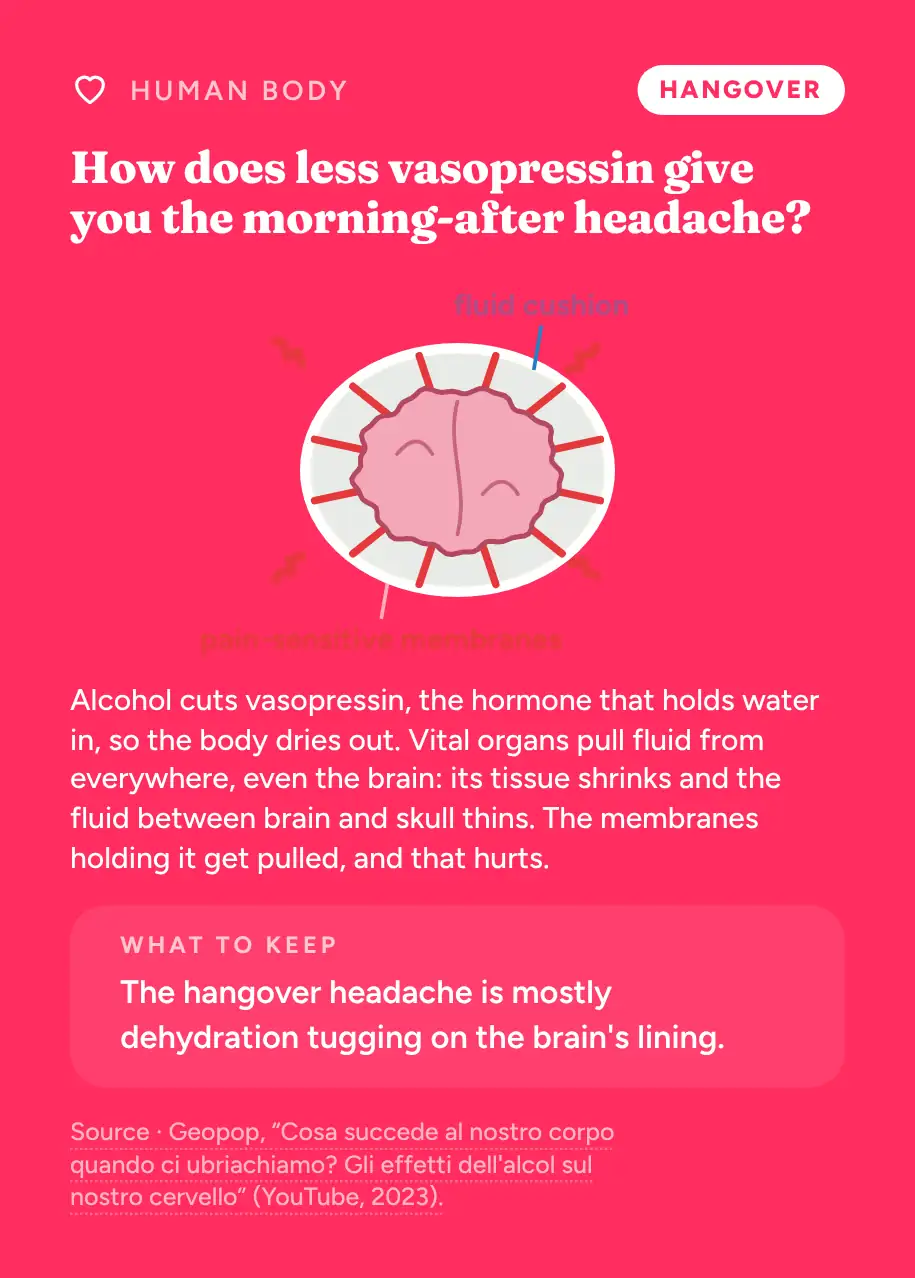 HUMAN BODY
HANGOVER
How does less vasopressin give
you the morning-after headache?
fluid cushion
pain-sensitive membranes
Alcohol cuts vasopressin, the hormone that holds water
in, so the body dries out. Vital organs pull fluid from
everywhere, even the brain: its tissue shrinks and the
fluid between brain and skull thins. The membranes
holding it get pulled, and that hurts.
WHAT TO KEEP
The hangover headache is mostly
dehydration tugging on the brain's lining.
Source · Geopop, “Cosa succede al nostro corpo
quando ci ubriachiamo? Gli effetti dell'alcol sul
nostro cervello” (YouTube, 2023).